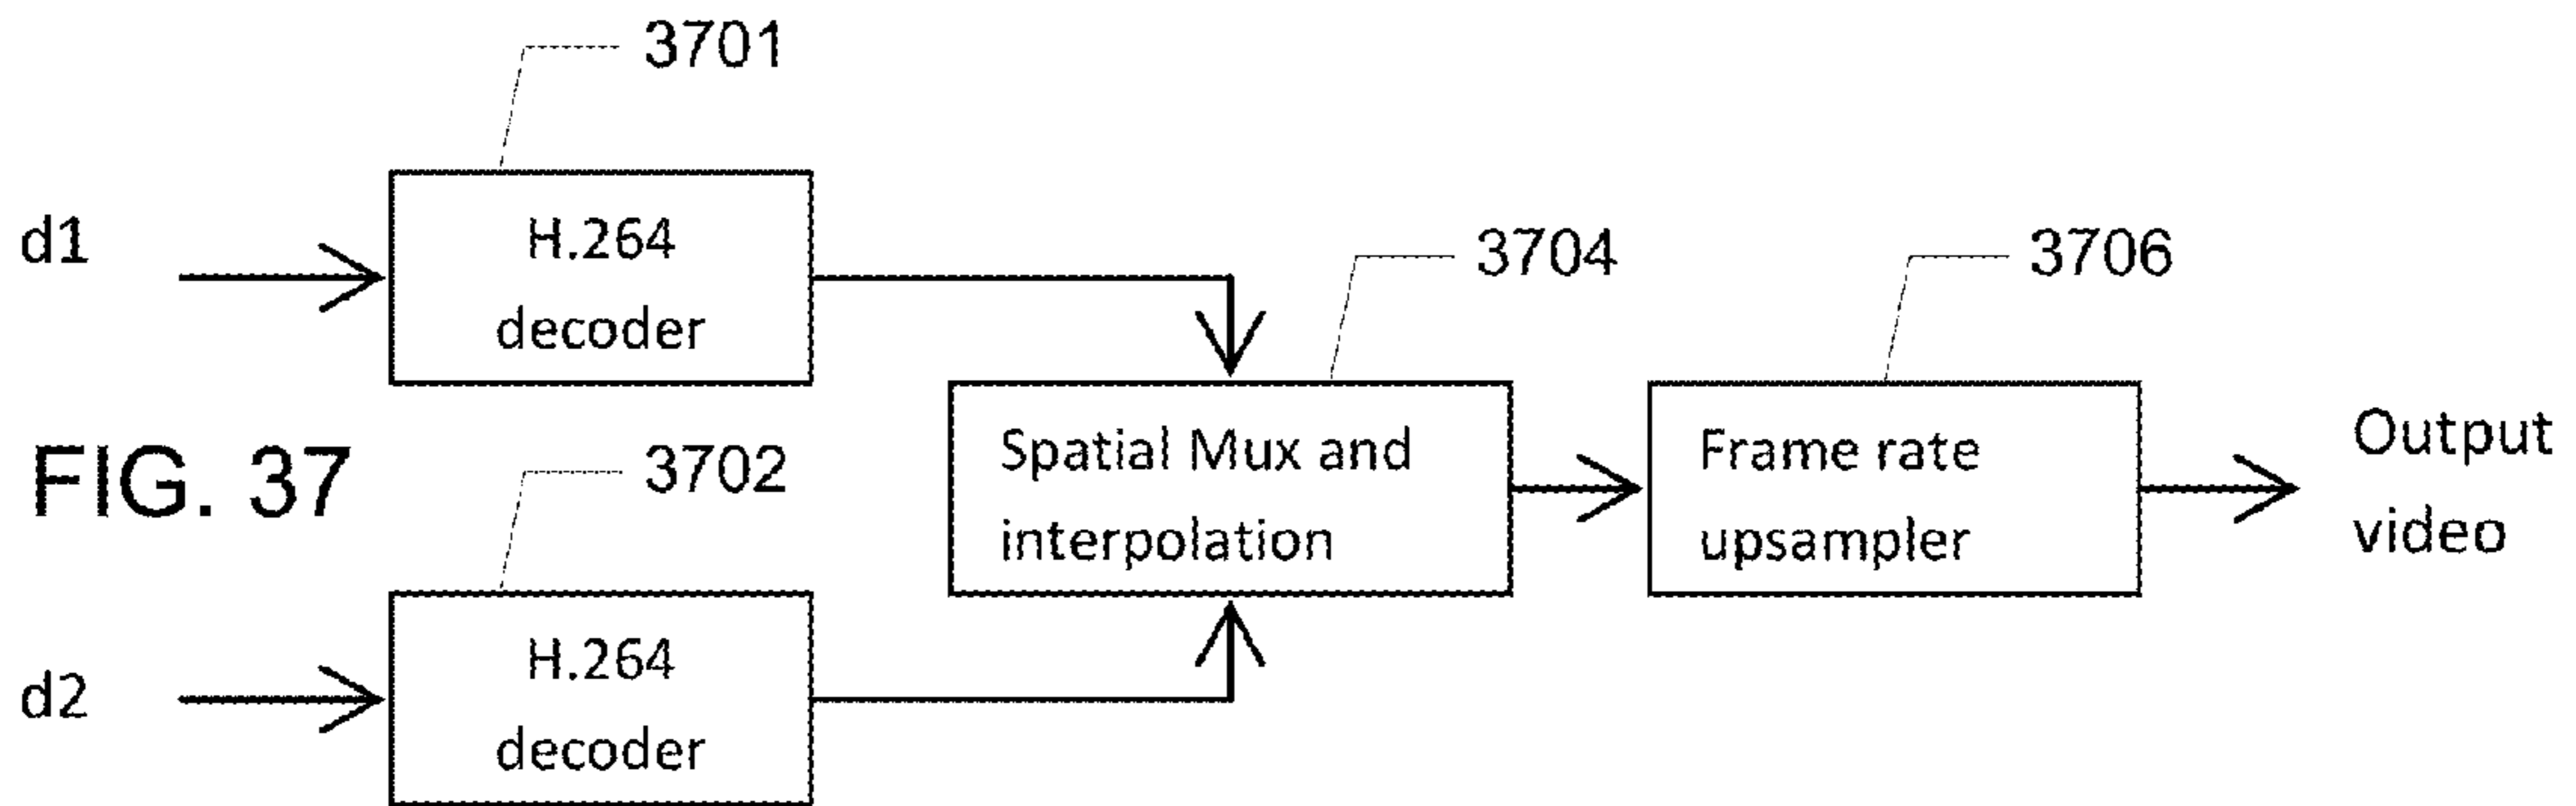 3701
d1
H.264
decoder
3704
3706
FIG. 37
3702
Spatial Mux and
interpolation
Frame rate
upsampler
Output
video
d2
H.264
decoder